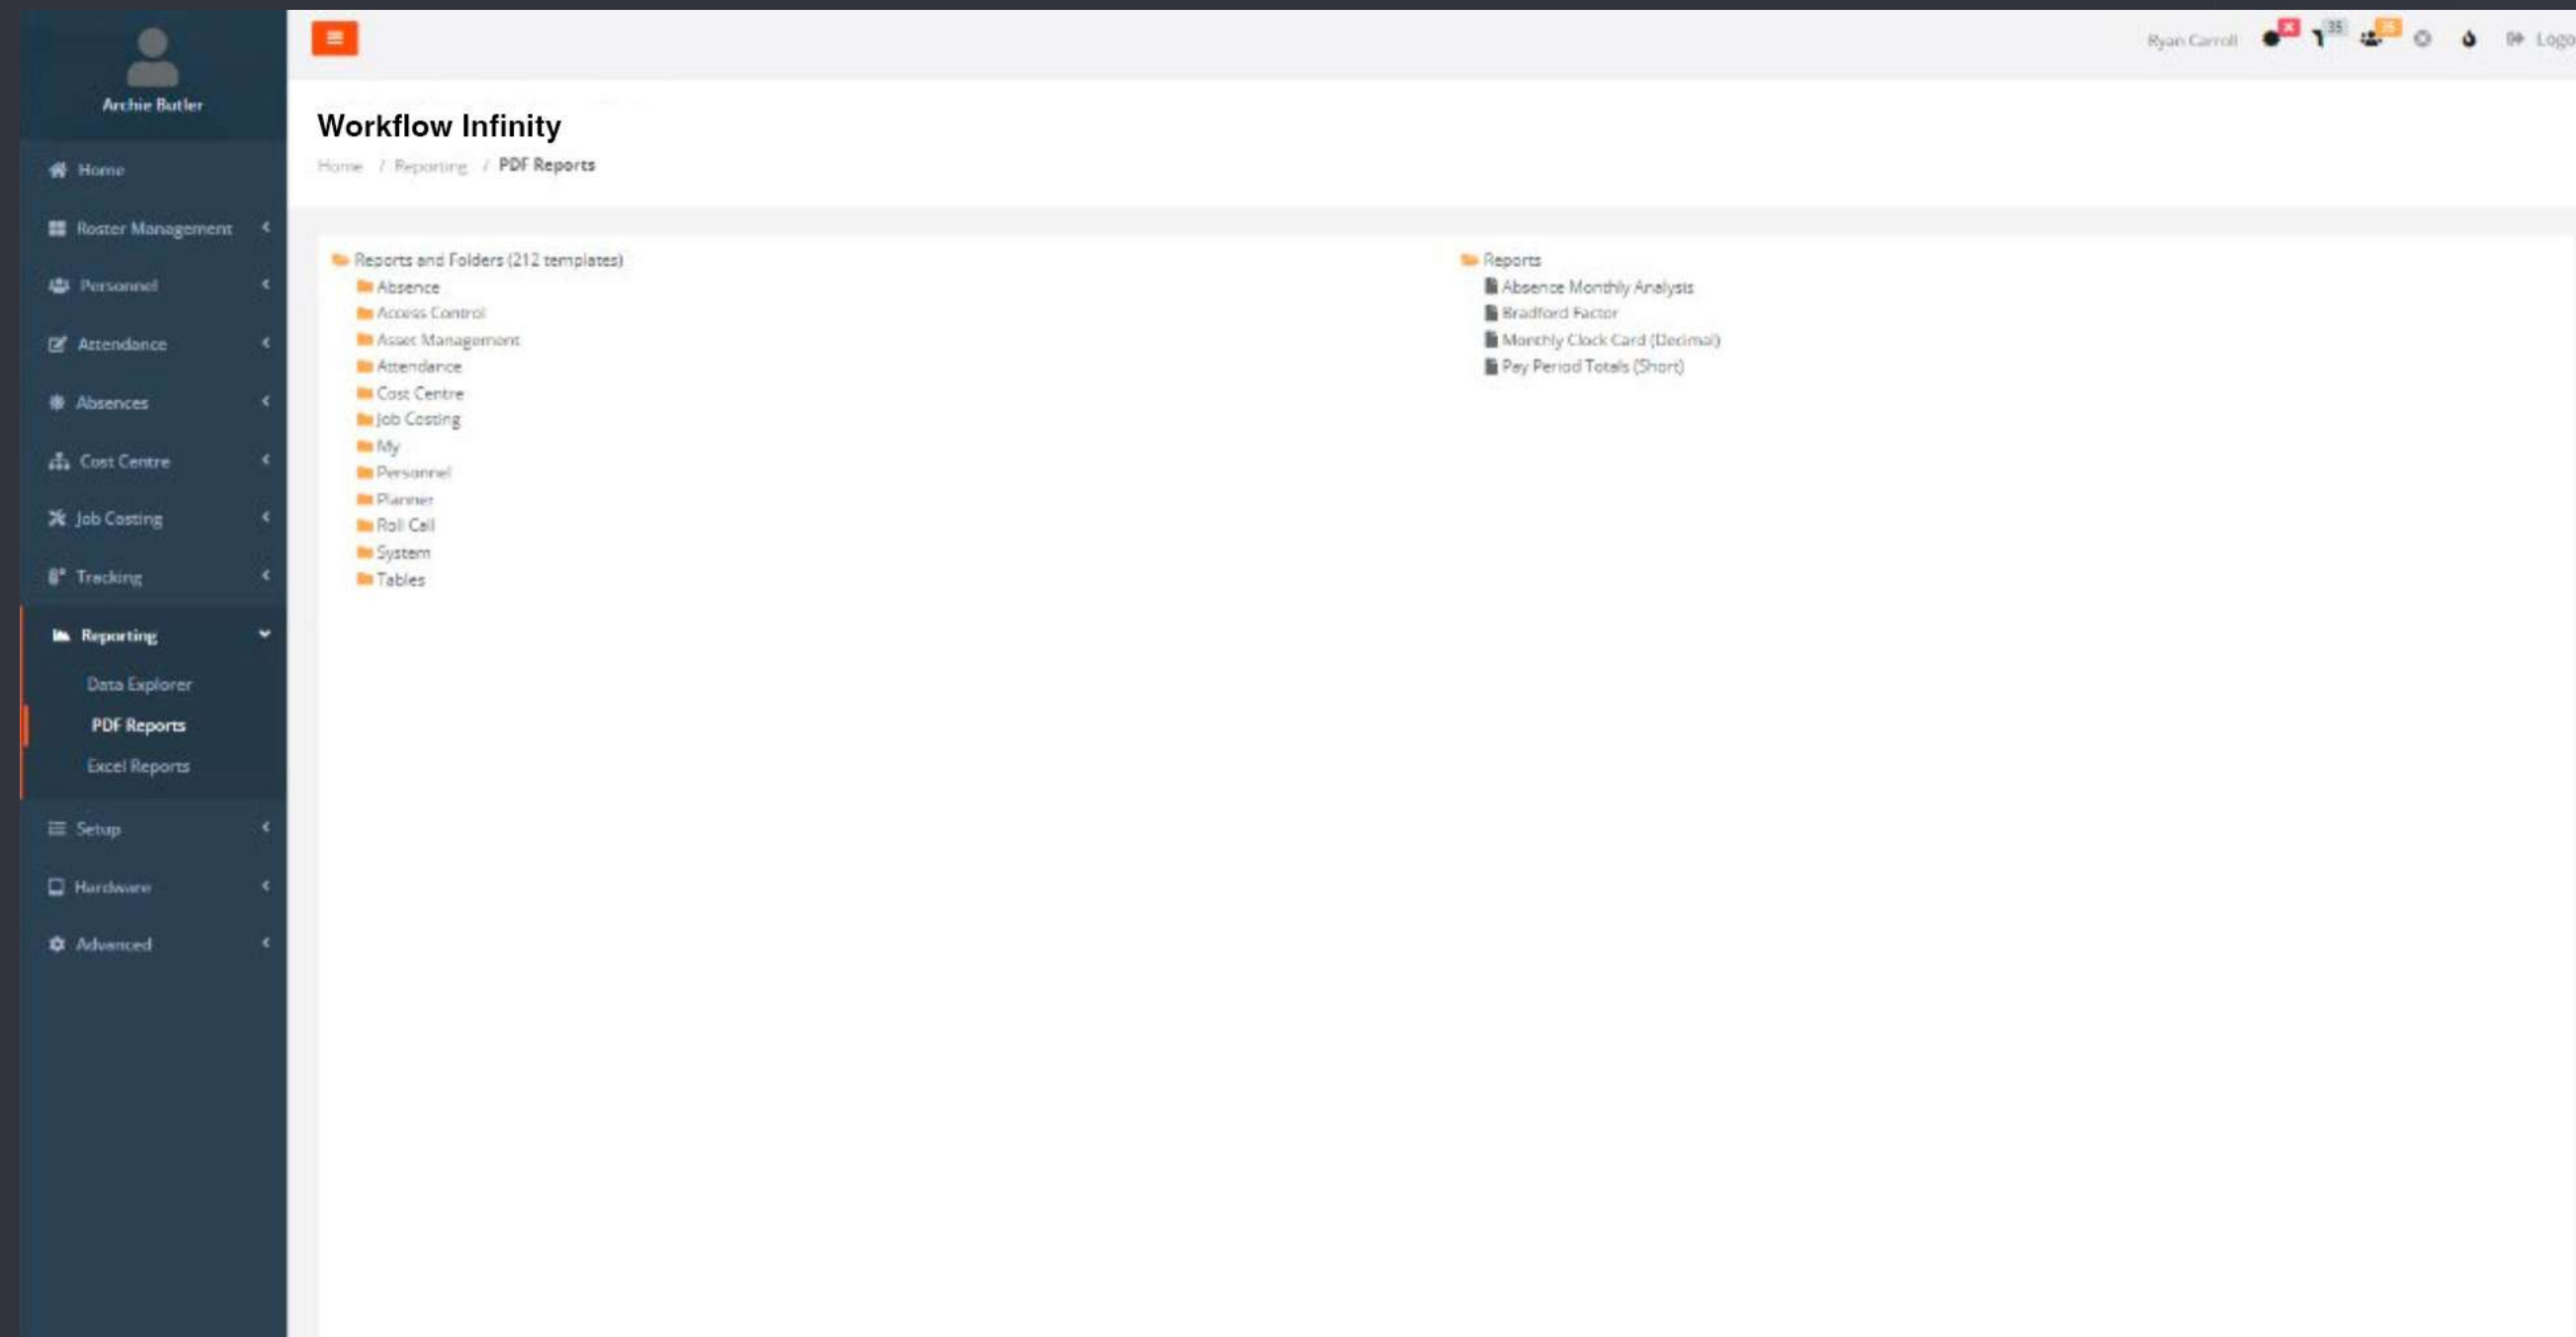 Archie Butler
Home
Roster Management
Personnel
Attendance
Absences
Cost Centre
Job Costing
Tracking
Reporting
Data Explorer
PDF Reports
Excel Reports
Setup
Hardware
Advanced
Ryan Carroll 35 35 Logo
Workflow Infinity
Home / Reporting / PDF Reports
Reports and Folders (212 templates)
Absence
Access Control
Asset Management
Attendance
Cost Centre
Job Costing
My
Personnel
Planner
Roll Call
System
Tables
Reports
Absence Monthly Analysis
Bradford Factor
Monthly Clock Card (Decimal)
Pay Period Totals (Short)